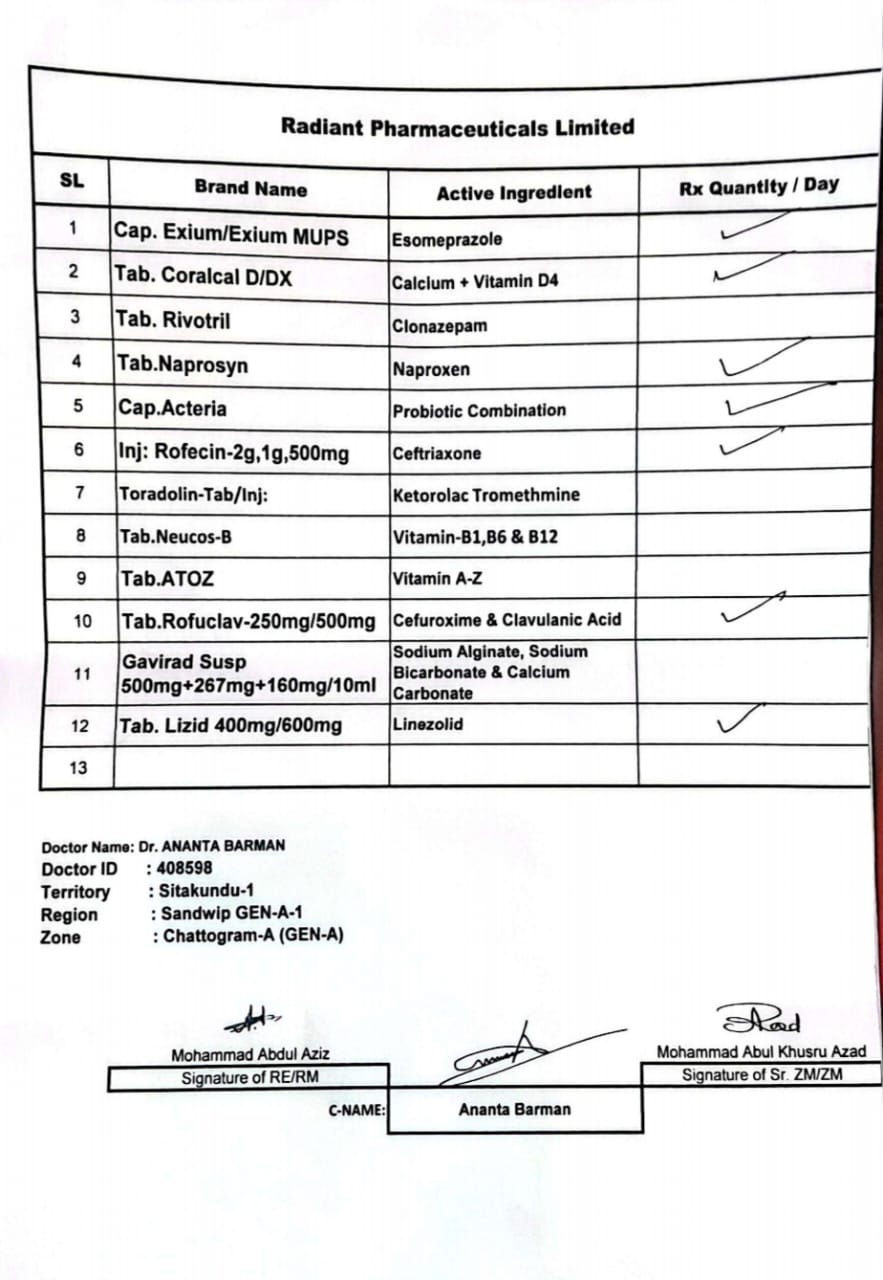 Radiant Pharmaceuticals Limited
SL Brand Name Active Ingredient Rx Quantity / Day
1 Cap. Exium/Exium MUPS Esomeprazole ✓
2 Tab. Coralcal D/DX Calcium + Vitamin D4 ✓
3 Tab. Rivotril Clonazepam
4 Tab.Naprosyn Naproxen ✓
5 Cap.Acteria Probiotic Combination ✓
6 Inj: Rofecin-2g,1g,500mg Ceftriaxone ✓
7 Toradolin-Tab/Inj: Ketorolac Tromethmine
8 Tab.Neucos-B Vitamin-B1,B6 & B12
9 Tab.ATOZ Vitamin A-Z
10 Tab.Rofuclav-250mg/500mg Cefuroxime & Clavulanic Acid ✓
11 Gavirad Susp
500mg+267mg+160mg/10ml
Sodium Alginate, Sodium
Bicarbonate & Calcium
Carbonate
12 Tab. Lizid 400mg/600mg Linezolid ✓
13
Doctor Name: Dr. ANANTA BARMAN
Doctor ID : 408598
Territory : Sitakundu-1
Region : Sandwip GEN-A-1
Zone : Chattogram-A (GEN-A)
Mohammad Abdul Aziz
Signature of RE/RM
Mohammad Abul Khusru Azad
Signature of Sr. ZM/ZM
C-NAME: Ananta Barman